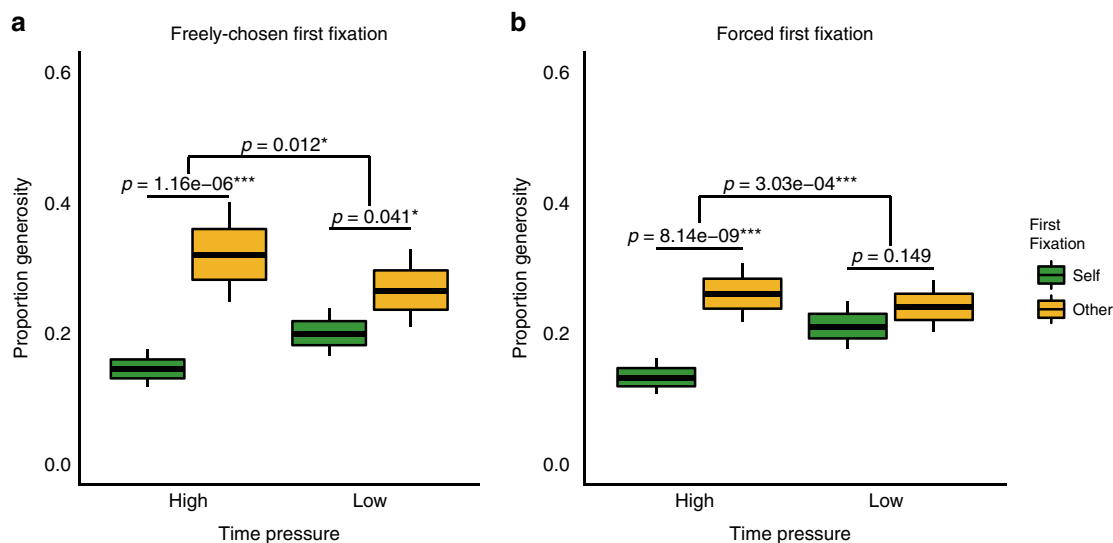 a
Freely-chosen first fixation
0.6
0.4
0.2
0.0
Proportion generosity
p = 0.012*
p = 1.16e−06***
p = 0.041*
High
Low
Time pressure
b
Forced first fixation
0.6
0.4
0.2
0.0
Proportion generosity
p = 3.03e−04***
p = 8.14e−09***
p = 0.149
High
Low
Time pressure
First
Fixation
Self
Other